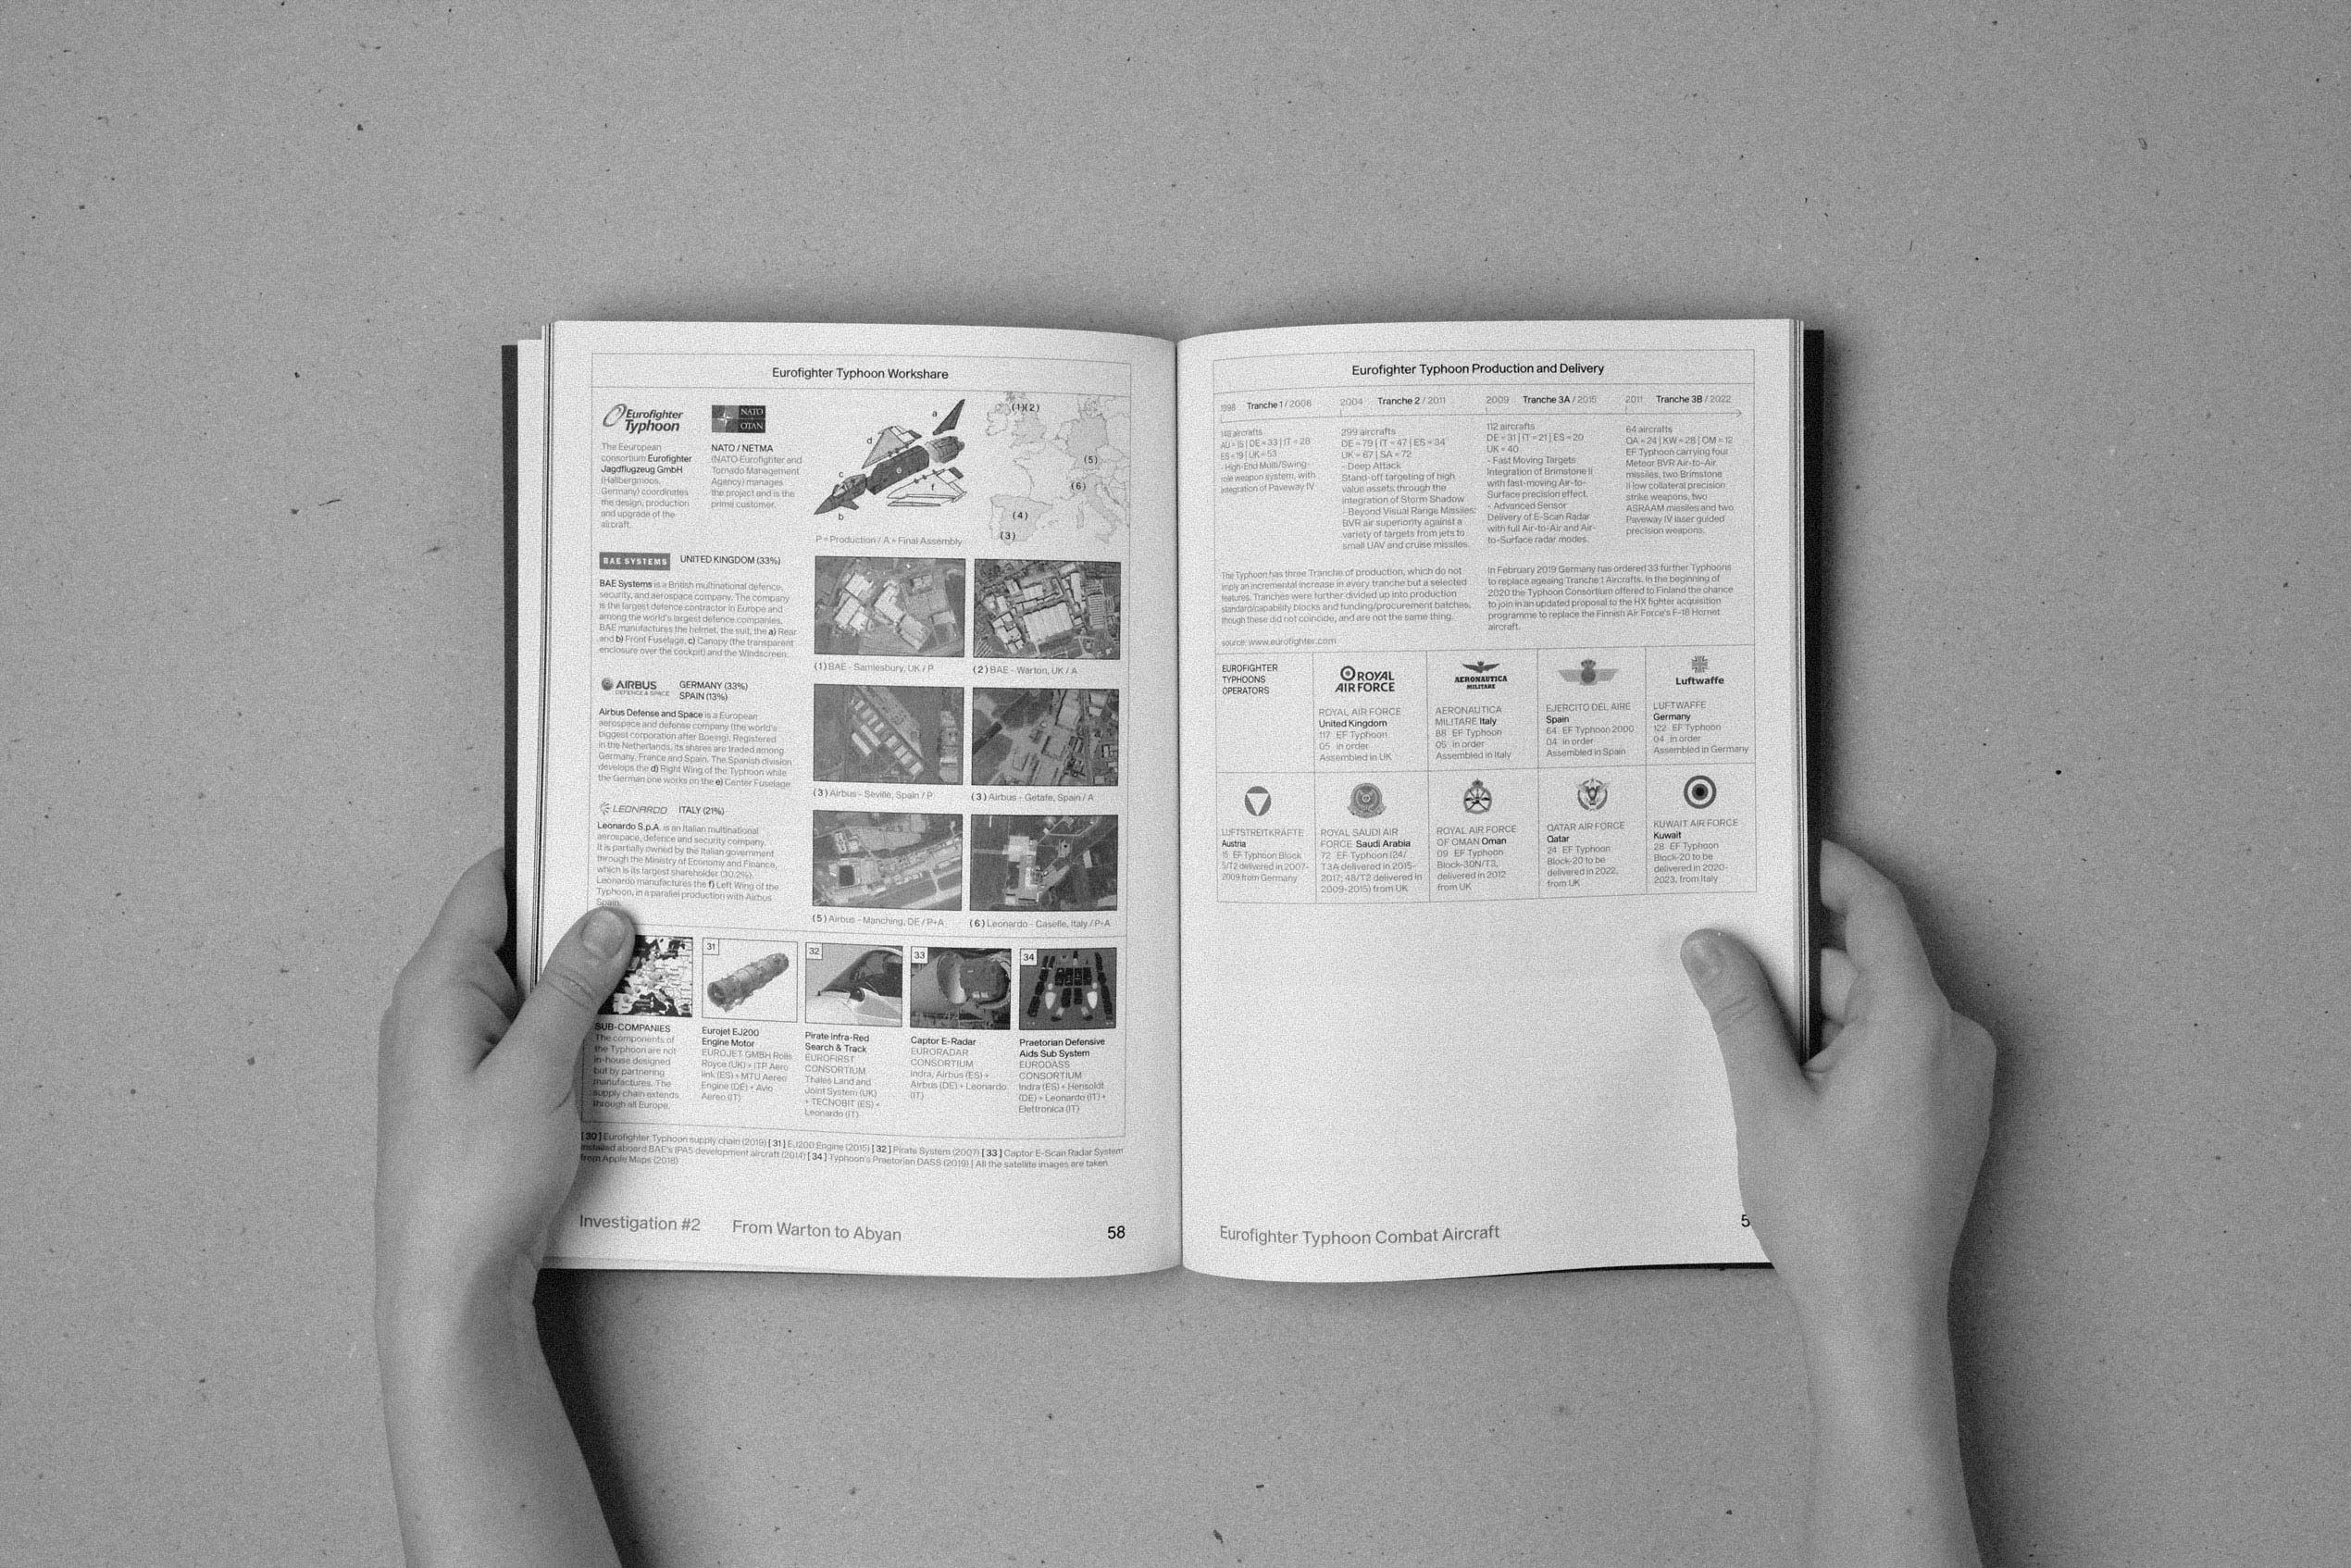 Eurofighter Typhoon Workshare
Eurofighter
Typhoon
The Eeuropean
consortium Eurofighter
Jagdflugzeug GmbH
(Hallbergmoos,
Germany) coordinates
the design, production
and upgrade of the
aircraft.
NATO
OTAN
NATO / NETMA
(NATO Eurofighter and
Tornado Management
Agency) manages
the project and is the
prime customer.
a
d
c
e
f
b
P = Production / A = Final Assembly
(1)(2)
(5)
(6)
(4)
(3)
BAE SYSTEMS
UNITED KINGDOM (33%)
BAE Systems is a British multinational defence,
security, and aerospace company. The company
is the largest defence contractor in Europe and
among the world's largest defence companies.
BAE manufactures the helmet, the suit, the a) Rear
and b) Front Fuselage, c) Canopy (the transparent
enclosure over the cockpit) and the Windscreen.
(1) BAE - Samlesbury, UK / P
(2) BAE - Warton, UK / A
AIRBUS
DEFENCE & SPACE
GERMANY (33%)
SPAIN (13%)
Airbus Defense and Space is a European
aerospace and defense company (the world's
biggest corporation after Boeing). Registered
in the Netherlands, its shares are traded among
Germany, France and Spain. The Spanish division
develops the d) Right Wing of the Typhoon while
the German one works on the e) Center Fuselage.
(3) Airbus - Seville, Spain / P
(3) Airbus - Getafe, Spain / A
LEONARDO
ITALY (21%)
Leonardo S.p.A. is an Italian multinational
aerospace, defence and security company.
It is partially owned by the Italian government
through the Ministry of Economy and Finance,
which is its largest shareholder (30.2%).
Leonardo manufactures the f) Left Wing of the
Typhoon, in a parallel production with Airbus
Spain.
(5) Airbus - Manching, DE / P+A
(6) Leonardo - Caselle, Italy / P+A
31
32
33
34
SUB-COMPANIES
The components of
the Typhoon are not
in-house designed
but by partnering
manufactures. The
supply chain extends
through all Europe.
Eurojet EJ200
Engine Motor
EUROJET GMBH Rolls
Royce (UK) + ITP Aero
link (ES) + MTU Aereo
Engine (DE) + Avio
Aereo (IT)
Pirate Infra-Red
Search & Track
EUROFIRST
CONSORTIUM
Thales Land and
Joint System (UK)
+ TECNOBIT (ES) +
Leonardo (IT)
Captor E-Radar
EURORADAR
CONSORTIUM
Indra, Airbus (ES) +
Airbus (DE) + Leonardo
(IT)
Praetorian Defensive
Aids Sub System
EURODASS
CONSORTIUM
Indra (ES) + Hensoldt
(DE) + Leonardo (IT) +
Elettronica (IT)
[30] Eurofighter Typhoon supply chain (2019) [31] EJ200 Engine (2015) [32] Pirate System (2007) [33] Captor E-Scan Radar System
installed aboard BAE's IPA5 development aircraft (2014) [34] Typhoon's Praetorian DASS (2019) | All the satellite images are taken
from Apple Maps (2018)
Investigation #2 From Warton to Abyan 58
Eurofighter Typhoon Production and Delivery
1998 Tranche 1 / 2008
2004 Tranche 2 / 2011
2009 Tranche 3A / 2015
2011 Tranche 3B / 2022
148 aircrafts
AU = 15 | DE = 33 | IT = 28
ES = 19 | UK = 53
- High-End Multi/Swing-
role weapon system, with
integration of Paveway IV
299 aircrafts
DE = 79 | IT = 47 | ES = 34
UK = 67 | SA = 72
- Deep Attack
Stand-off targeting of high
value assets through the
integration of Storm Shadow
- Beyond Visual Range Missiles:
BVR air superiority against a
variety of targets from jets to
small UAV and cruise missiles.
112 aircrafts
DE = 31 | IT = 21 | ES = 20
UK = 40
- Fast Moving Targets
Integration of Brimstone II
with fast-moving Air-to-
Surface precision effect.
- Advanced Sensor
Delivery of E-Scan Radar
with full Air-to-Air and Air-
to-Surface radar modes.
64 aircrafts
QA = 24 | KW = 28 | OM = 12
EF Typhoon carrying four
Meteor BVR Air-to-Air
missiles, two Brimstone
II low collateral precision
strike weapons, two
ASRAAM missiles and two
Paveway IV laser guided
precision weapons.
The Typhoon has three Tranche of production, which do not
imply an incremental increase in every tranche but a selected
features. Tranches were further divided up into production
standard/capability blocks and funding/procurement batches,
though these did not coincide, and are not the same thing.
source: www.eurofighter.com
In February 2019 Germany has ordered 33 further Typhoons
to replace ageing Tranche 1 Aircrafts. In the beginning of
2020 the Typhoon Consortium offered to Finland the chance
to join in an updated proposal to the HX fighter acquisition
programme to replace the Finnish Air Force's F-18 Hornet
aircraft.
EUROFIGHTER
TYPHOONS
OPERATORS
ROYAL
AIR FORCE
ROYAL AIR FORCE
United Kingdom
117 EF Typhoon
05 in order
Assembled in UK
AERONAUTICA
MILITARE
AERONAUTICA
MILITARE Italy
88 EF Typhoon
05 in order
Assembled in Italy
EJERCITO DEL AIRE
Spain
64 EF Typhoon 2000
04 in order
Assembled in Spain
Luftwaffe
LUFTWAFFE
Germany
122 EF Typhoon
04 in order
Assembled in Germany
LUFTSTREITKRÄFTE
Austria
15 EF Typhoon Block
5/T2 delivered in 2007-
2009 from Germany
ROYAL SAUDI AIR
FORCE Saudi Arabia
72 EF Typhoon (24/
T3A delivered in 2015-
2017; 48/T2 delivered in
2009-2015) from UK
ROYAL AIR FORCE
OF OMAN Oman
09 EF Typhoon
Block-30N/T3,
delivered in 2012
from UK
QATAR AIR FORCE
Qatar
24 EF Typhoon
Block-20 to be
delivered in 2022,
from UK
KUWAIT AIR FORCE
Kuwait
28 EF Typhoon
Block-20 to be
delivered in 2020-
2023, from Italy
Eurofighter Typhoon Combat Aircraft 5